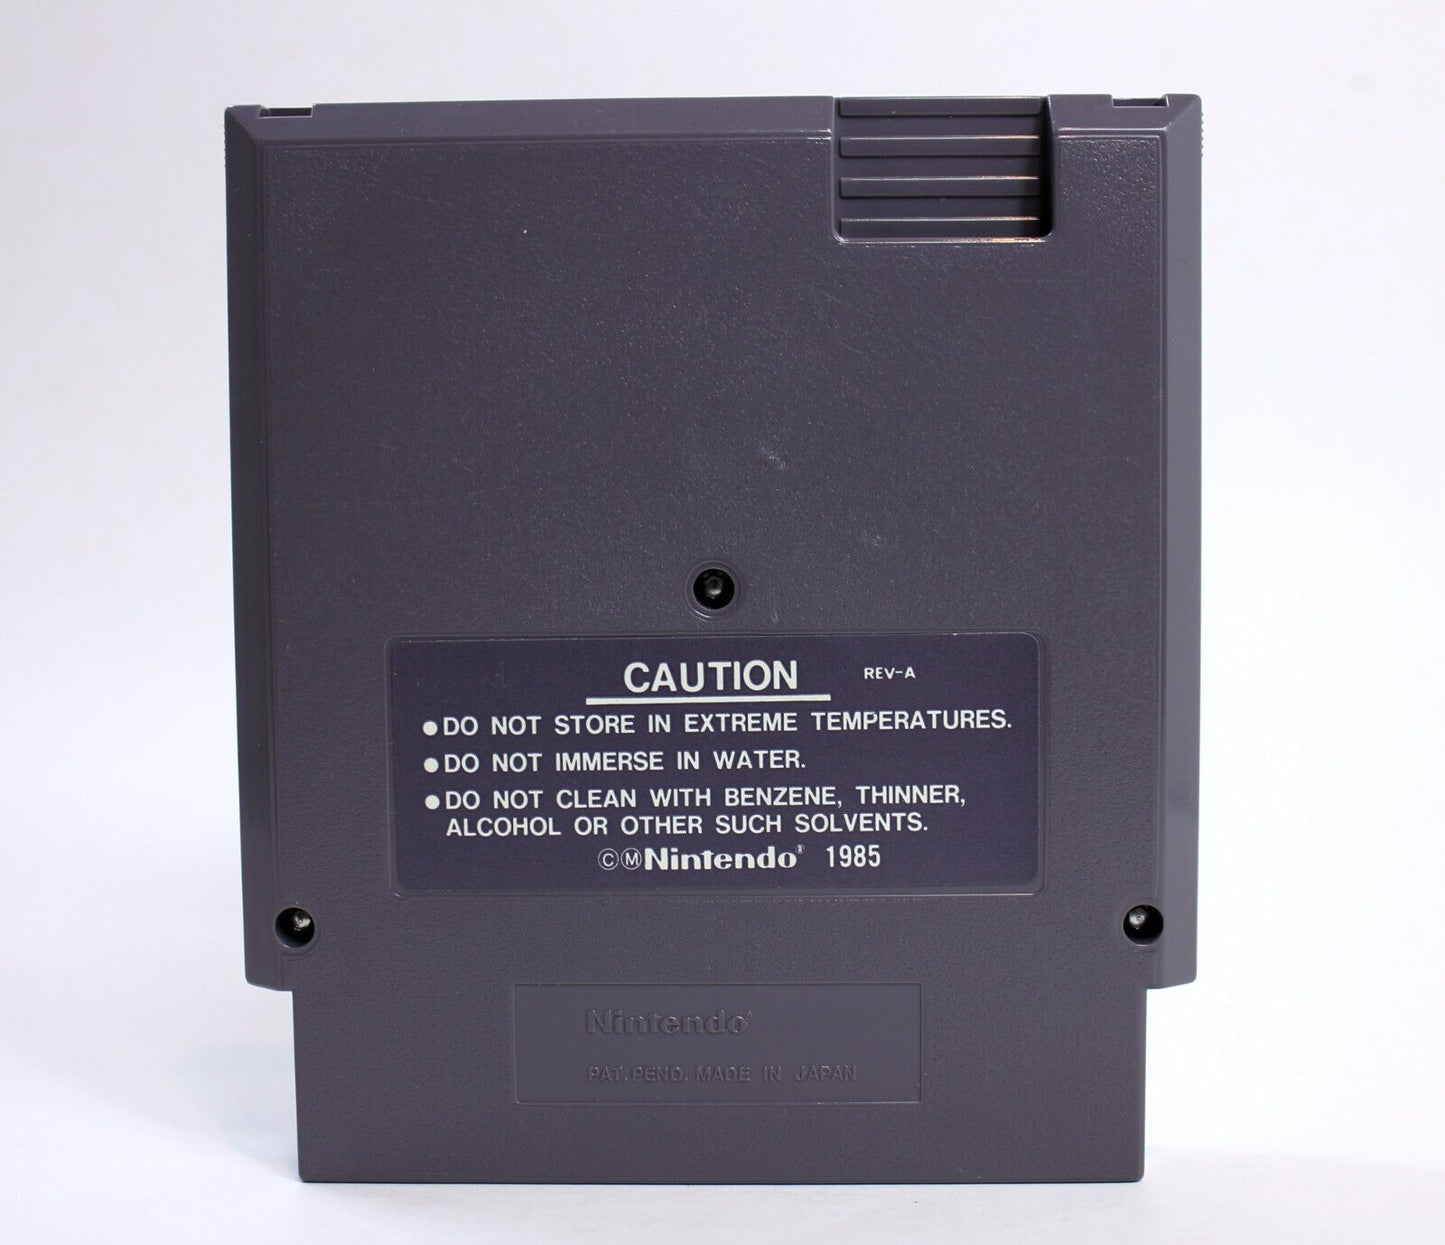 CAUTION REV-A
●DO NOT STORE IN EXTREME TEMPERATURES.
●DO NOT IMMERSE IN WATER.
●DO NOT CLEAN WITH BENZENE, THINNER,
ALCOHOL OR OTHER SUCH SOLVENTS.
ⒸⓂNintendo® 1985
Nintendo®
PAT. PEND. MADE IN JAPAN